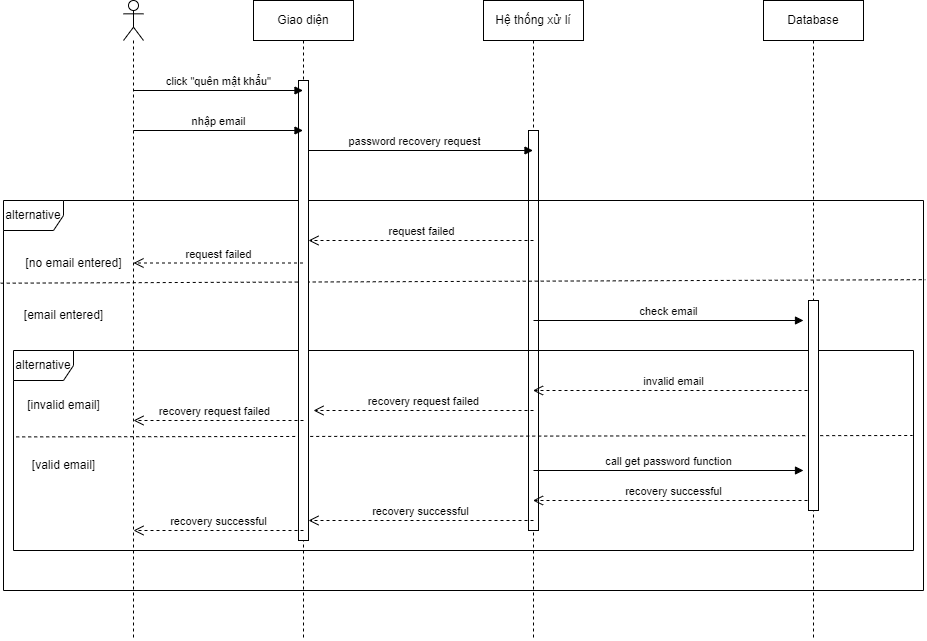 Giao diện
Hệ thống xử lí
Database
click "quên mật khẩu"
nhập email
password recovery request
alternative
request failed
request failed
[no email entered]
[email entered]
check email
alternative
invalid email
[invalid email]
recovery request failed
recovery request failed
[valid email]
call get password function
recovery successful
recovery successful
recovery successful